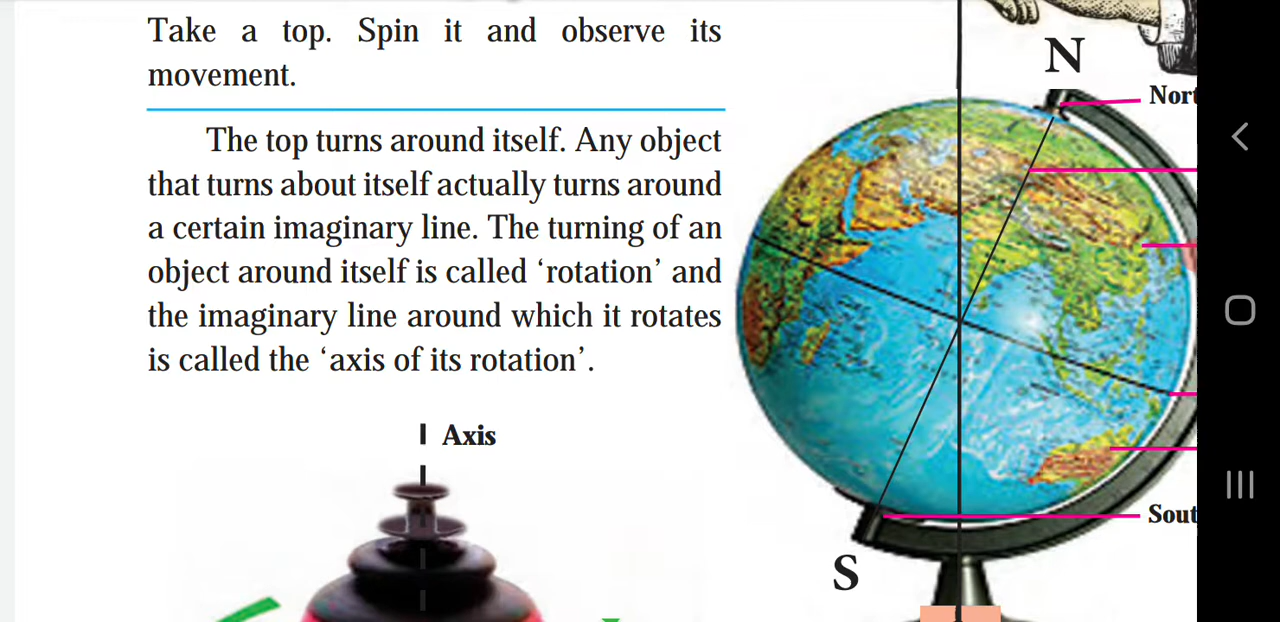 Take a top. Spin it and observe its
movement.
The top turns around itself. Any object
that turns about itself actually turns around
a certain imaginary line. The turning of an
object around itself is called ‘rotation’ and
the imaginary line around which it rotates
is called the ‘axis of its rotation’.
Axis
N
Nort
Sout
S